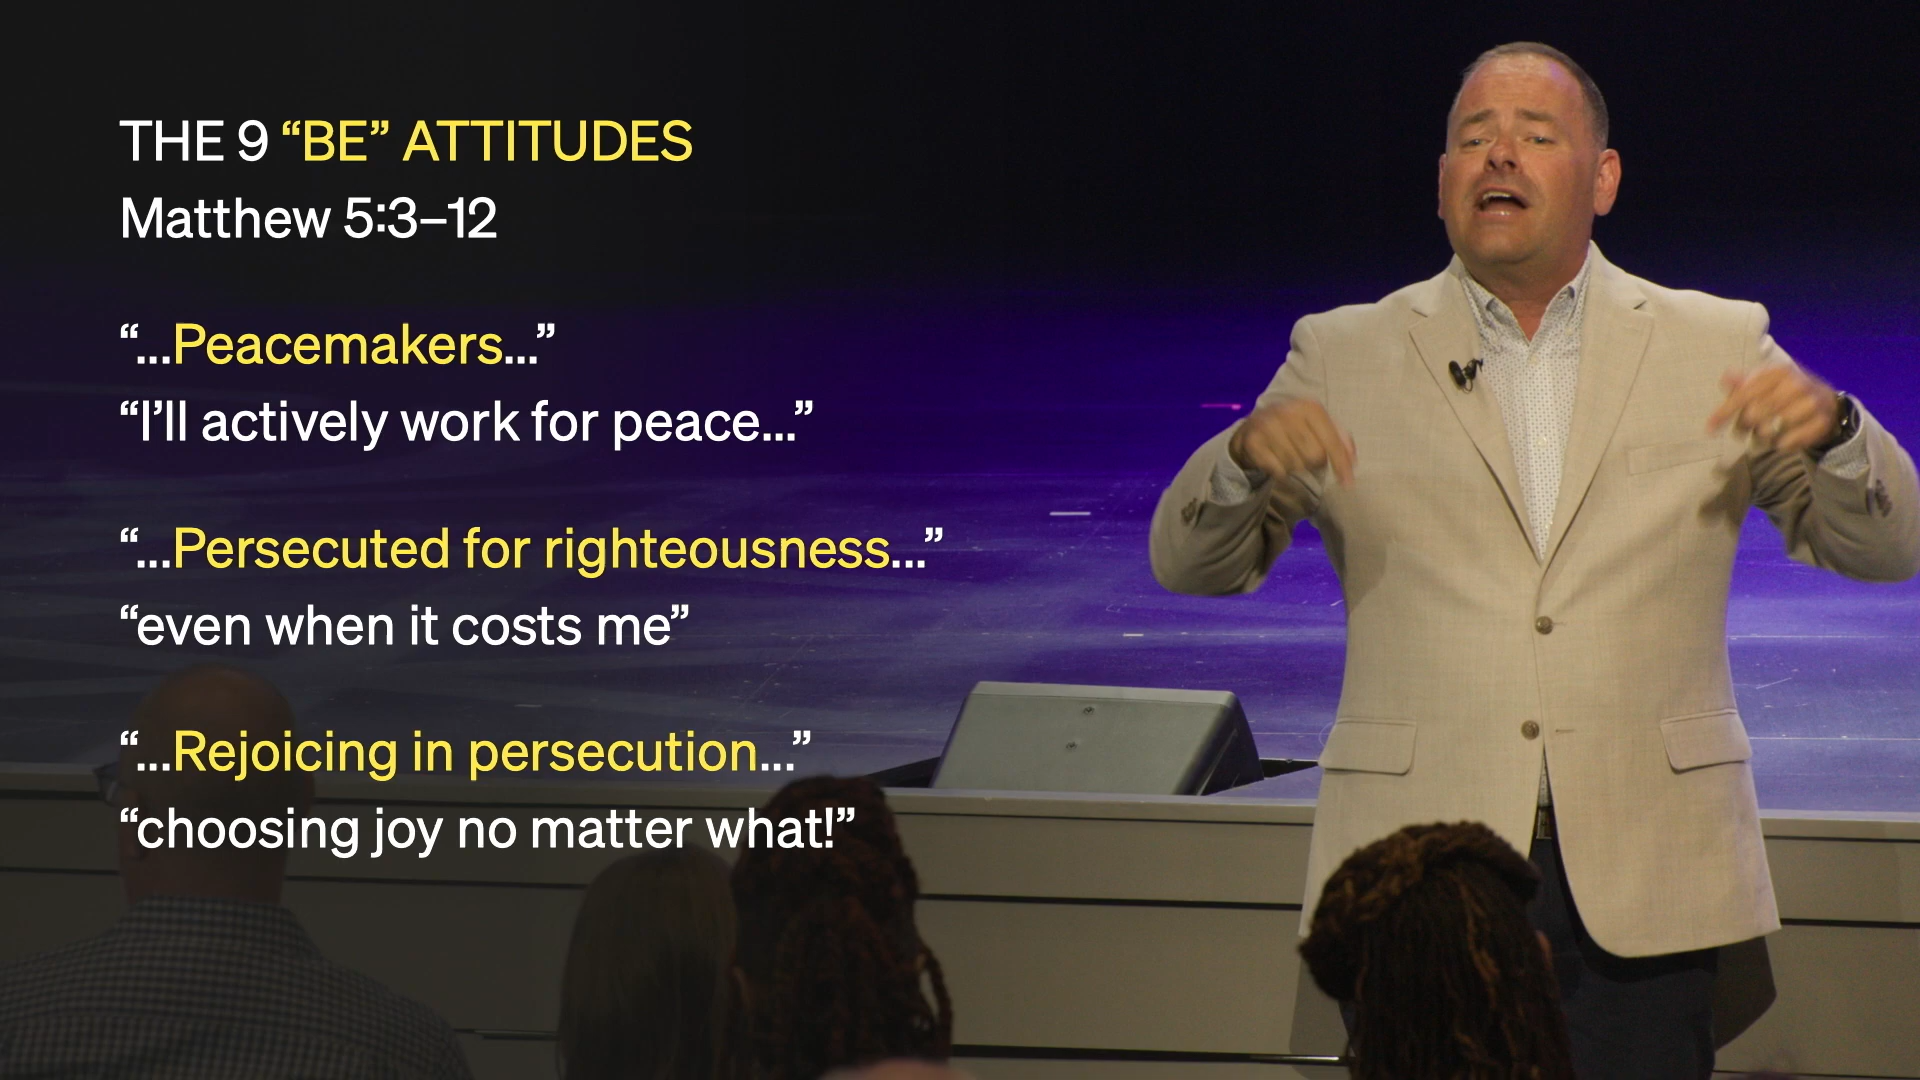 THE 9 “BE” ATTITUDES
Matthew 5:3–12
“...Peacemakers...”
“I’ll actively work for peace...”
“...Persecuted for righteousness...”
“even when it costs me”
“...Rejoicing in persecution...”
“choosing joy no matter what!”